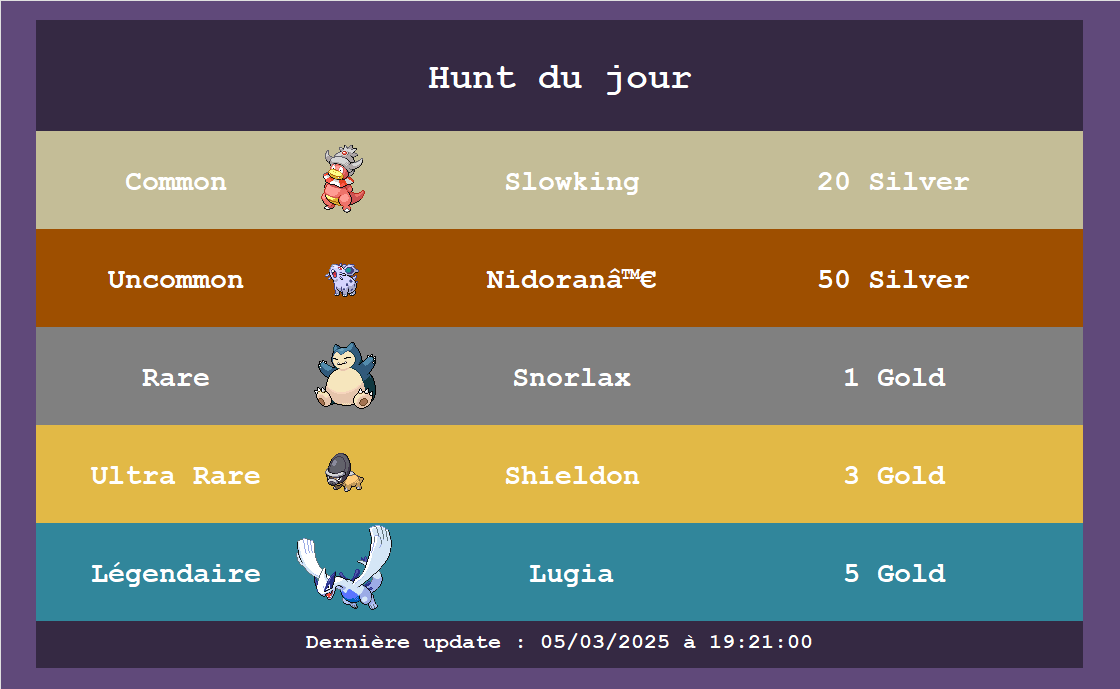 Hunt du jour
Common Slowking 20 Silver
Uncommon Nidoranâ™€ 50 Silver
Rare Snorlax 1 Gold
Ultra Rare Shieldon 3 Gold
Légendaire Lugia 5 Gold
Dernière update : 05/03/2025 à 19:21:00